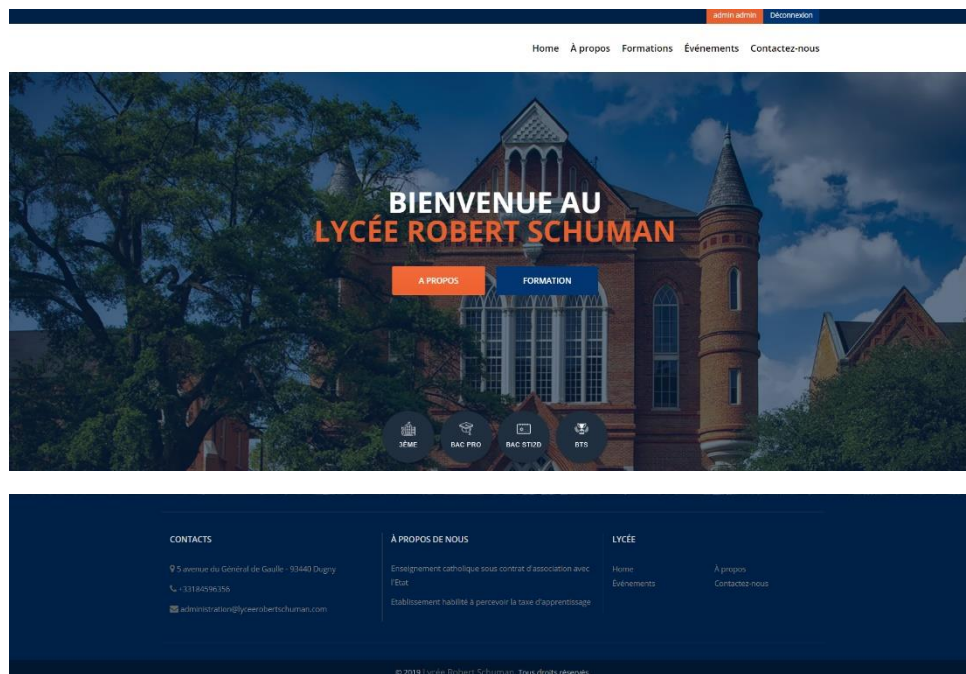 admin admin Déconnexion
Home À propos Formations Événements Contactez-nous
BIENVENUE AU
LYCÉE ROBERT SCHUMAN
A PROPOS FORMATION
3ÈME BAC PRO BAC STI2D BTS
CONTACTS
5 avenue du Général de Gaulle - 93440 Dugny
+33184596356
administration@lyceerobertschuman.com
À PROPOS DE NOUS
Enseignement catholique sous contrat d'association avec
l'Etat
Etablissement habilité à percevoir la taxe d'apprentissage
LYCÉE
Home À propos
Evénements Contactez-nous
© 2019 Lycée Robert Schuman. Tous droits réservés